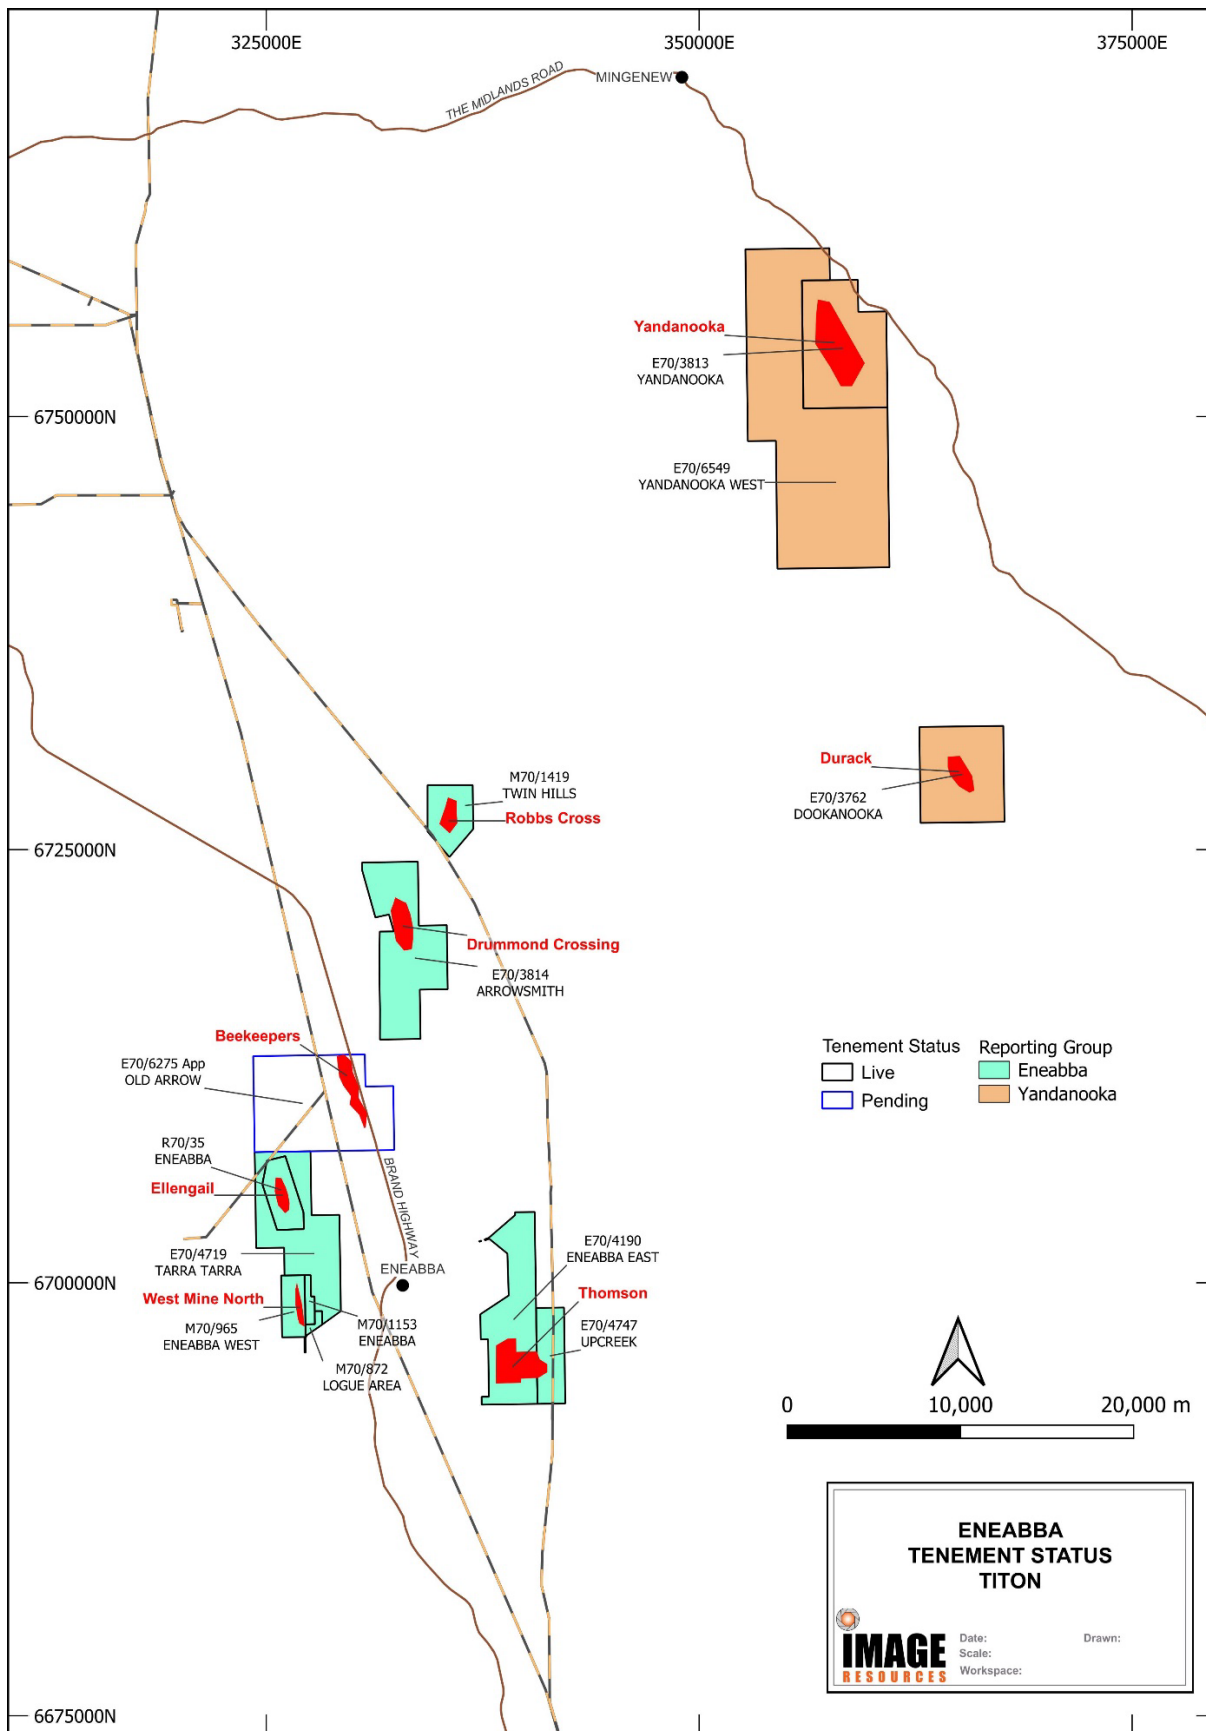 325000E
350000E
375000E
MINGENEW
THE MIDLANDS ROAD
Yandanooka
E70/3813
YANDANOOKA
6750000N
E70/6549
YANDANOOKA WEST
Durack
E70/3762
DOOKANOOKA
M70/1419
TWIN HILLS
Robbs Cross
6725000N
Drummond Crossing
E70/3814
ARROWSMITH
Beekeepers
E70/6275 App
OLD ARROW
Tenement Status
Live
Pending
Reporting Group
Eneabba
Yandanooka
R70/35
ENEABBA
Ellengail
BRAND HIGHWAY
E70/4719
TARRA TARRA
ENEABBA
E70/4190
ENEABBA EAST
6700000N
West Mine North
M70/965
ENEABBA WEST
M70/1153
ENEABBA
M70/872
LOGUE AREA
Thomson
E70/4747
UPCREEK
0
10,000
20,000 m
ENEABBA
TENEMENT STATUS
TITON
IMAGE
RESOURCES
Date:
Drawn:
Scale:
Workspace:
6675000N